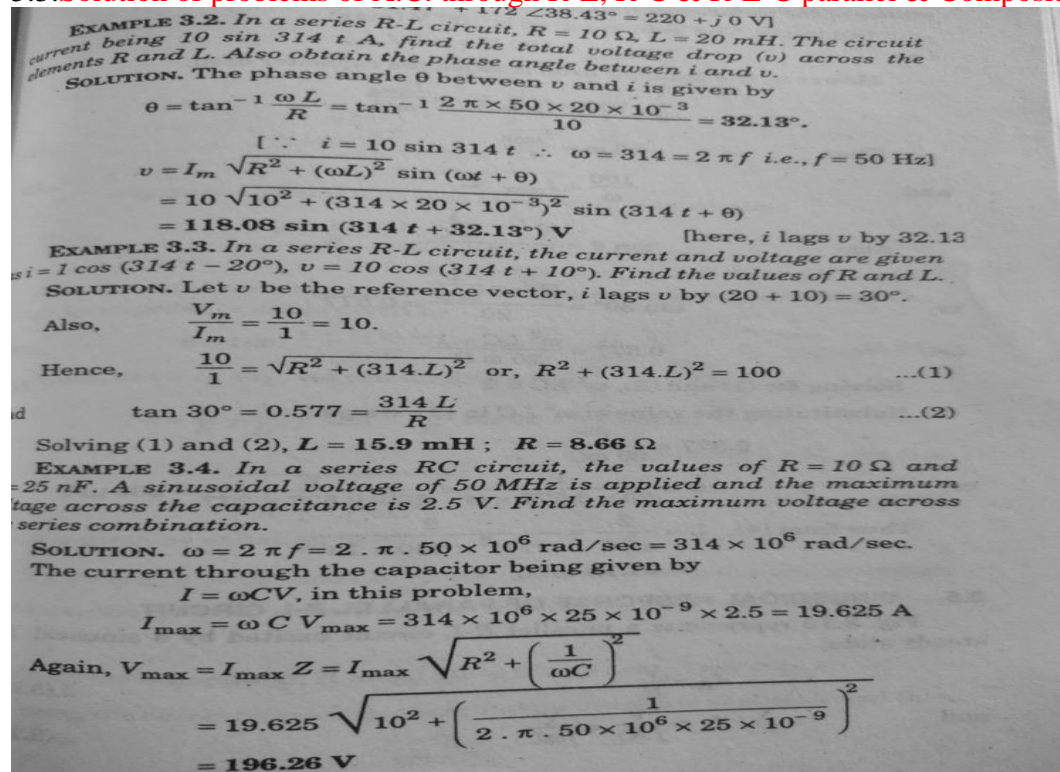 ∠38.43° = 220 + j 0 V]
EXAMPLE 3.2. In a series R-L circuit, R = 10 Ω, L = 20 mH. The circuit
current being 10 sin 314 t A, find the total voltage drop (υ) across the
elements R and L. Also obtain the phase angle between i and υ.
SOLUTION. The phase angle θ between υ and i is given by
θ = tan⁻¹ ω L / R = tan⁻¹ 2 π × 50 × 20 × 10⁻³ / 10 = 32.13°.
[∵ i = 10 sin 314 t ∴ ω = 314 = 2 π f i.e., f = 50 Hz]
υ = Iₘ √R² + (ωL)² sin (ωt + θ)
= 10 √10² + (314 × 20 × 10⁻³)² sin (314 t + θ)
= 118.08 sin (314 t + 32.13°) V [here, i lags υ by 32.13
EXAMPLE 3.3. In a series R-L circuit, the current and voltage are given
s i = 1 cos (314 t – 20°), υ = 10 cos (314 t + 10°). Find the values of R and L.
SOLUTION. Let υ be the reference vector, i lags υ by (20 + 10) = 30°.
Also, Vₘ / Iₘ = 10 / 1 = 10.
Hence, 10 / 1 = √R² + (314.L)² or, R² + (314.L)² = 100 ...(1)
d tan 30° = 0.577 = 314 L / R ...(2)
Solving (1) and (2), L = 15.9 mH ; R = 8.66 Ω
EXAMPLE 3.4. In a series RC circuit, the values of R = 10 Ω and
= 25 nF. A sinusoidal voltage of 50 MHz is applied and the maximum
tage across the capacitance is 2.5 V. Find the maximum voltage across
series combination.
SOLUTION. ω = 2 π f = 2 . π . 50 × 10⁶ rad/sec = 314 × 10⁶ rad/sec.
The current through the capacitor being given by
I = ωCV, in this problem,
Iₘₐₓ = ω C Vₘₐₓ = 314 × 10⁶ × 25 × 10⁻⁹ × 2.5 = 19.625 A
Again, Vₘₐₓ = Iₘₐₓ Z = Iₘₐₓ √R² + (1 / ωC)²
= 19.625 √10² + (1 / 2 . π . 50 × 10⁶ × 25 × 10⁻⁹)²
= 196.26 V